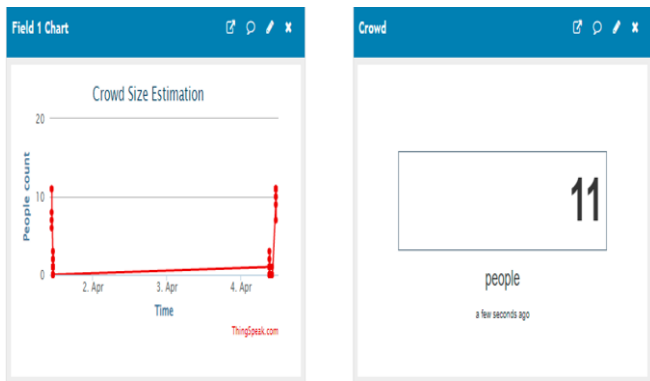 Field 1 Chart
Crowd Size Estimation
20
10
0
People count
2. Apr
3. Apr
4. Apr
Time
ThingSpeak.com
Crowd
11
people
a few seconds ago